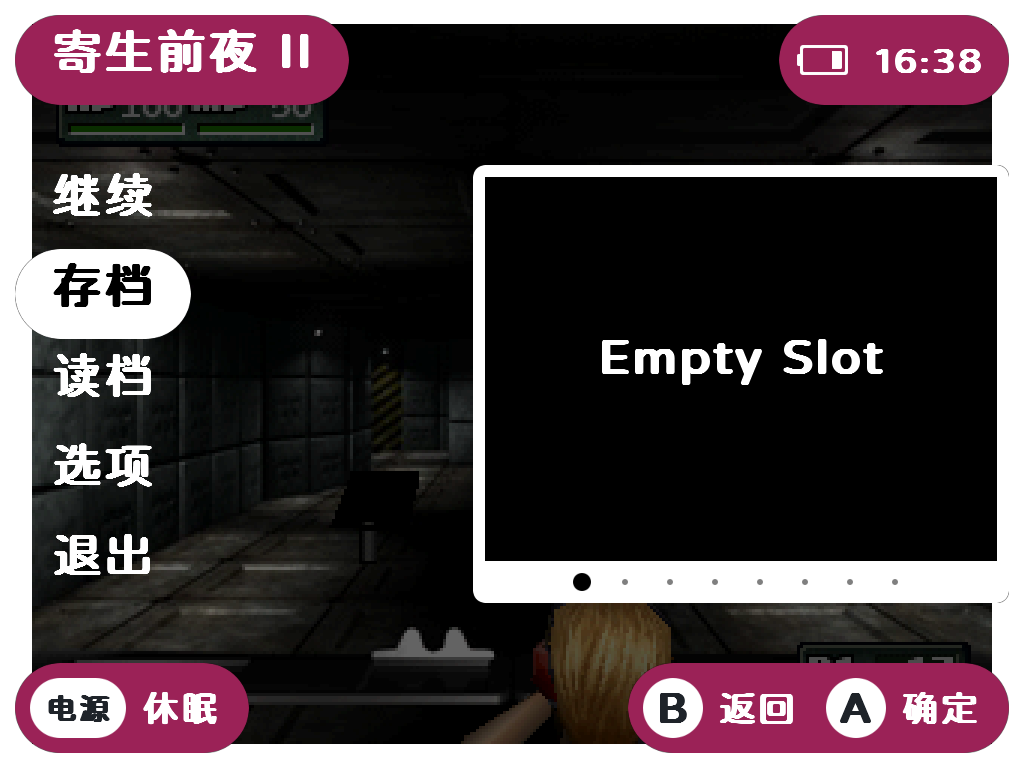 寄生前夜 II
16:38
继续
存档
读档
选项
退出
Empty Slot
电源 休眠
B 返回 A 确定